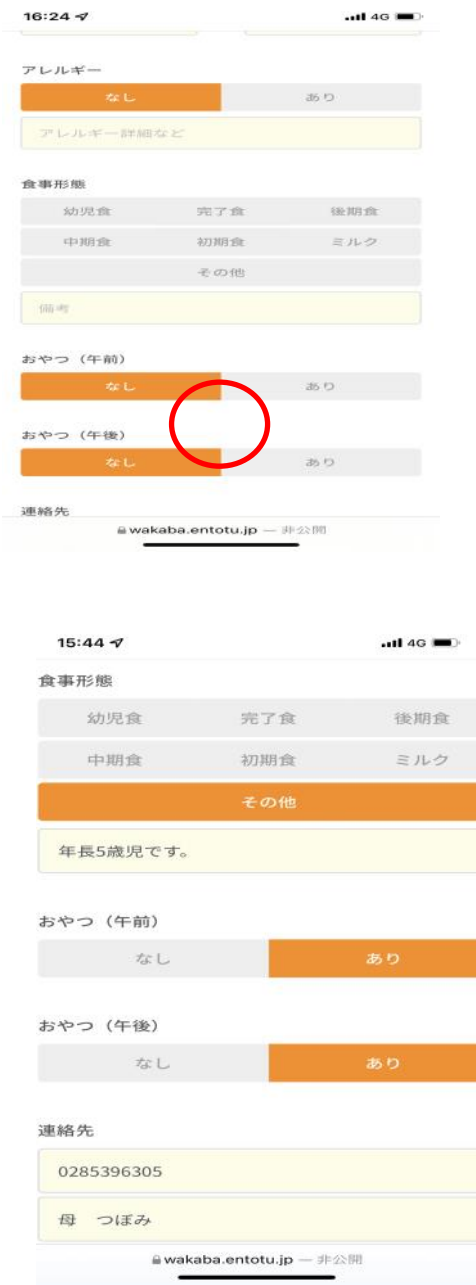 16:24 4G
アレルギー
なし あり
アレルギー詳細など
食事形態
幼児食 完了食 後期食
中期食 初期食 ミルク
その他
備考
おやつ（午前）
なし あり
おやつ（午後）
なし あり
連絡先
wakaba.entotu.jp — 非公開
15:44 4G
食事形態
幼児食 完了食 後期食
中期食 初期食 ミルク
その他
年長5歳児です。
おやつ（午前）
なし あり
おやつ（午後）
なし あり
連絡先
0285396305
母　つぼみ
wakaba.entotu.jp — 非公開